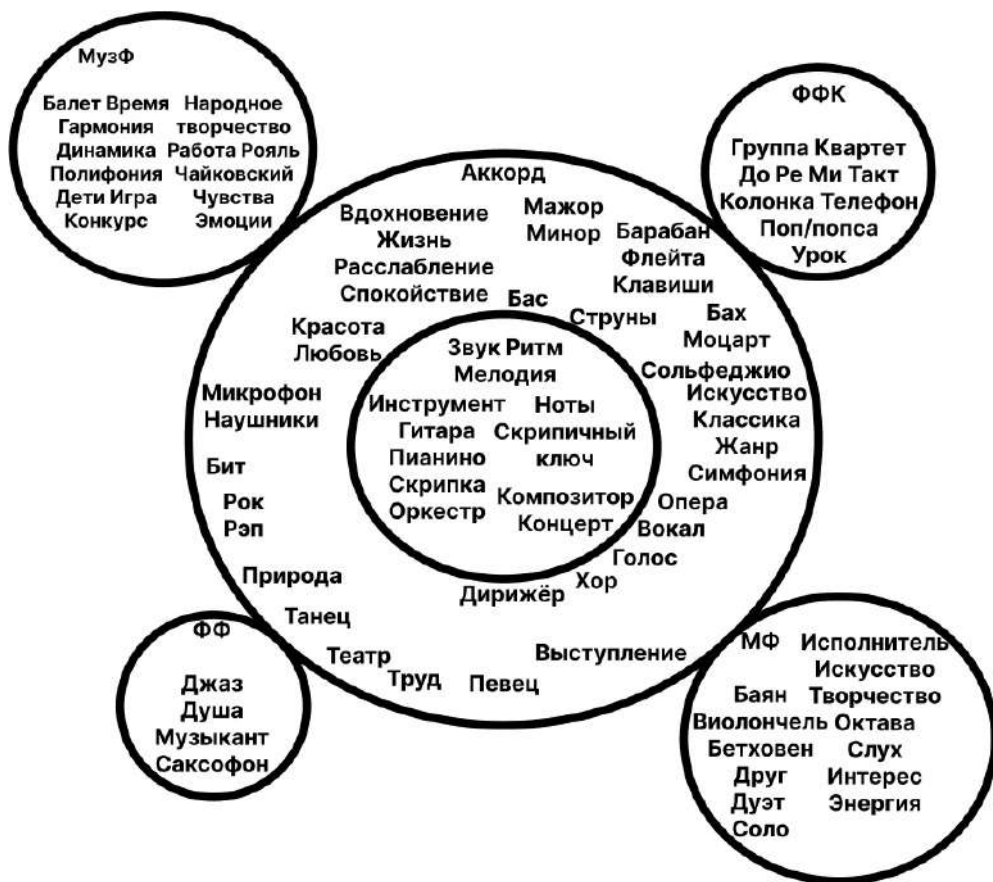 МузФ
Балет Время
Гармония
Динамика
Полифония
Дети Игра
Конкурс
Народное
творчество
Работа Рояль
Чайковский
Чувства
Эмоции
ФФК
Группа Квартет
До Ре Ми Такт
Колонка Телефон
Поп/попса
Урок
Аккорд
Вдохновение
Жизнь
Расслабление
Спокойствие
Мажор
Минор
Барабан
Флейта
Клавиши
Бас
Струны
Бах
Моцарт
Красота
Любовь
Сольфеджио
Искусство
Классика
Жанр
Симфония
Микрофон
Наушники
Бит
Рок
Рэп
Звук Ритм
Мелодия
Инструмент
Гитара
Пианино
Скрипка
Оркестр
Ноты
Скрипичный
ключ
Композитор
Концерт
Опера
Вокал
Голос
Хор
Дирижёр
Природа
Танец
Театр
Труд
Певец
Выступление
ФФ
Джаз
Душа
Музыкант
Саксофон
МФ
Баян
Виолончель
Бетховен
Друг
Дуэт
Соло
Исполнитель
Искусство
Творчество
Октава
Слух
Интерес
Энергия